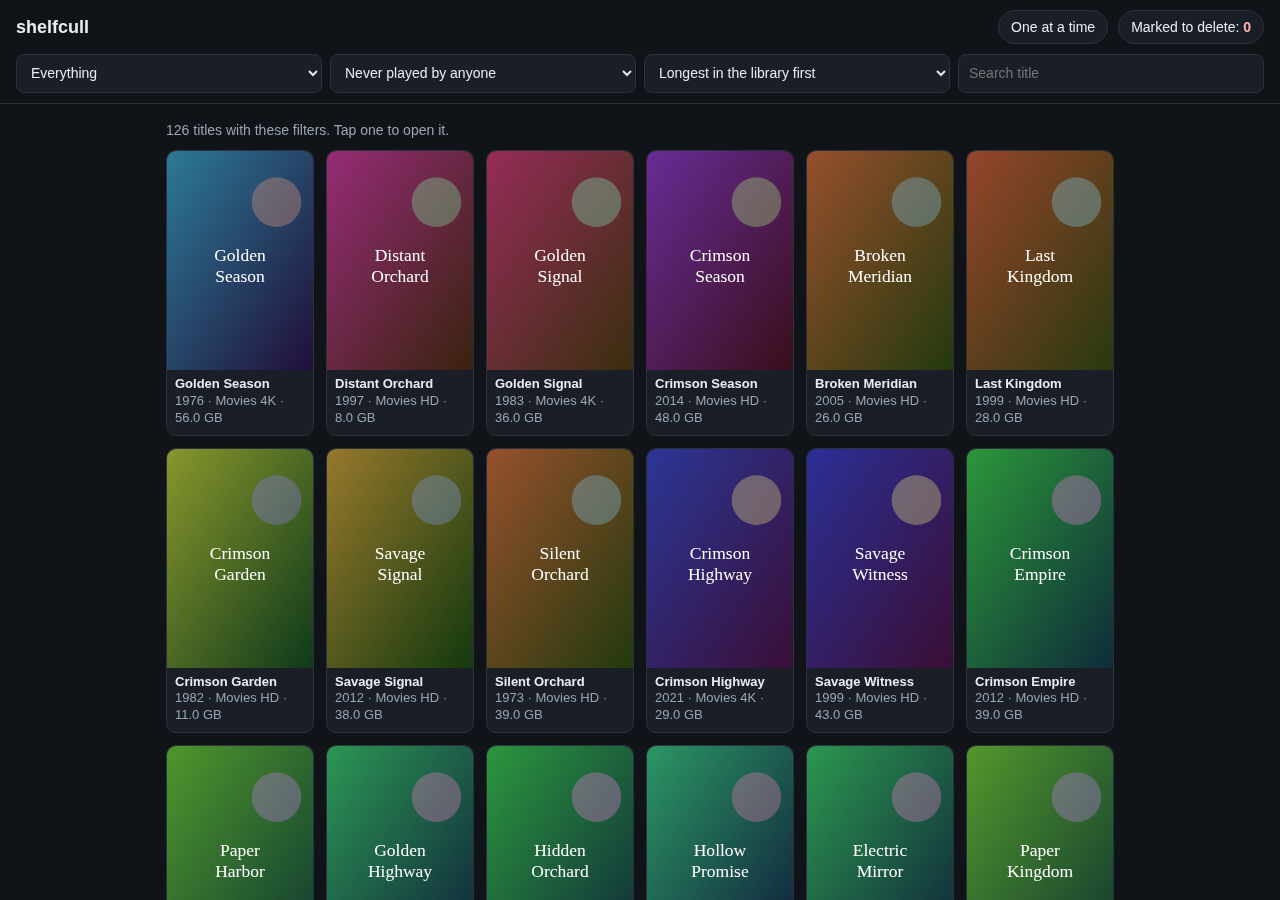 shelfcull
One at a time
Marked to delete: 0
Everything
Never played by anyone
Longest in the library first
Search title
126 titles with these filters. Tap one to open it.
Golden
Season
Distant
Orchard
Golden
Signal
Crimson
Season
Broken
Meridian
Last
Kingdom
Golden Season
1976 · Movies 4K ·
56.0 GB
Distant Orchard
1997 · Movies HD ·
8.0 GB
Golden Signal
1983 · Movies 4K ·
36.0 GB
Crimson Season
2014 · Movies HD ·
48.0 GB
Broken Meridian
2005 · Movies HD ·
26.0 GB
Last Kingdom
1999 · Movies HD ·
28.0 GB
Crimson
Garden
Savage
Signal
Silent
Orchard
Crimson
Highway
Savage
Witness
Crimson
Empire
Crimson Garden
1982 · Movies HD ·
11.0 GB
Savage Signal
2012 · Movies HD ·
38.0 GB
Silent Orchard
1973 · Movies HD ·
39.0 GB
Crimson Highway
2021 · Movies 4K ·
29.0 GB
Savage Witness
1999 · Movies HD ·
43.0 GB
Crimson Empire
2012 · Movies HD ·
39.0 GB
Paper
Harbor
Golden
Highway
Hidden
Orchard
Hollow
Promise
Electric
Mirror
Paper
Kingdom